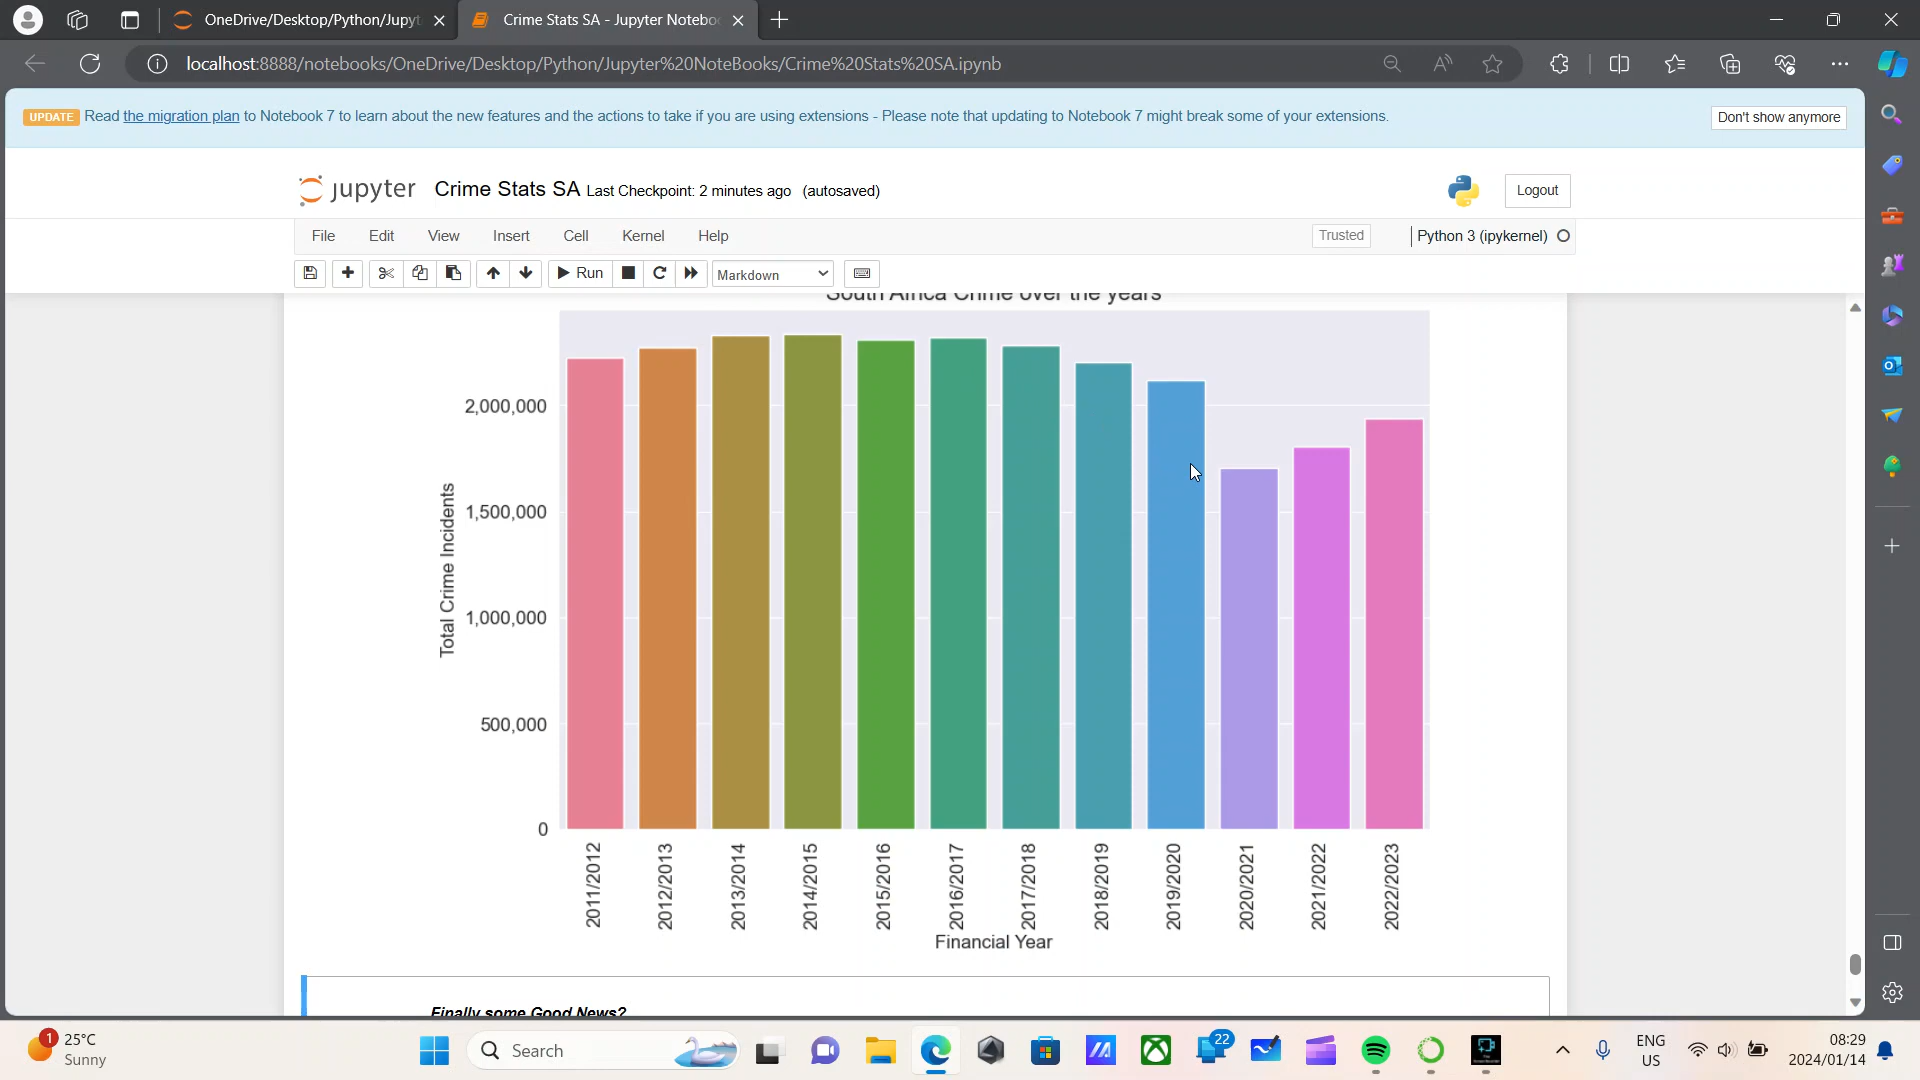 OneDrive/Desktop/Python/Jupyt
Crime Stats SA - Jupyter Notebo
localhost:8888/notebooks/OneDrive/Desktop/Python/Jupyter%20NoteBooks/Crime%20Stats%20SA.ipynb
UPDATE Read the migration plan to Notebook 7 to learn about the new features and the actions to take if you are using extensions - Please note that updating to Notebook 7 might break some of your extensions.
Don't show anymore
jupyter Crime Stats SA Last Checkpoint: 2 minutes ago (autosaved)
Logout
File Edit View Insert Cell Kernel Help
Trusted
Python 3 (ipykernel)
Run
Markdown
South Africa Crime over the years
2,000,000
1,500,000
1,000,000
500,000
0
Total Crime Incidents
2011/2012
2012/2013
2013/2014
2014/2015
2015/2016
2016/2017
2017/2018
2018/2019
2019/2020
2020/2021
2021/2022
2022/2023
Financial Year
Finally some Good News?
1
25°C
Sunny
Search
22
ENG
US
08:29
2024/01/14